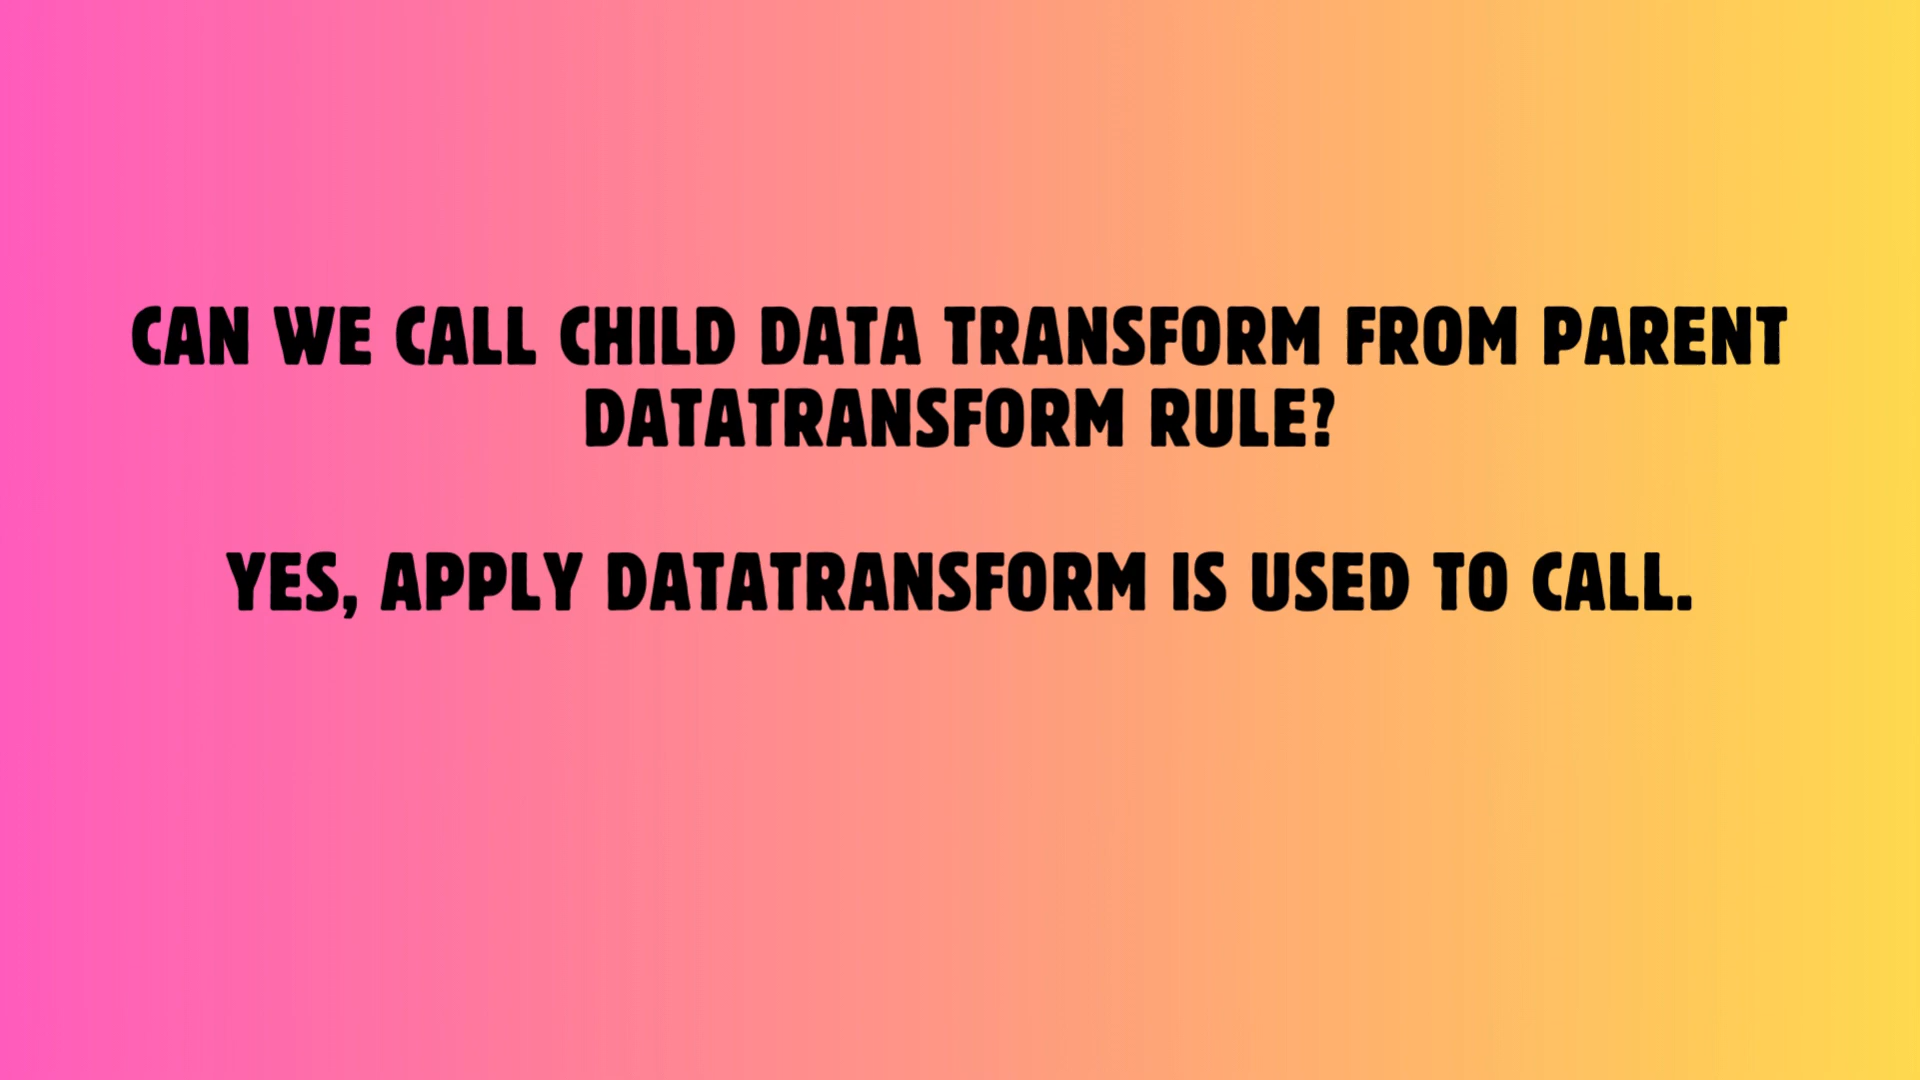 CAN WE CALL CHILD DATA TRANSFORM FROM PARENT
DATATRANSFORM RULE?
YES, APPLY DATATRANSFORM IS USED TO CALL.